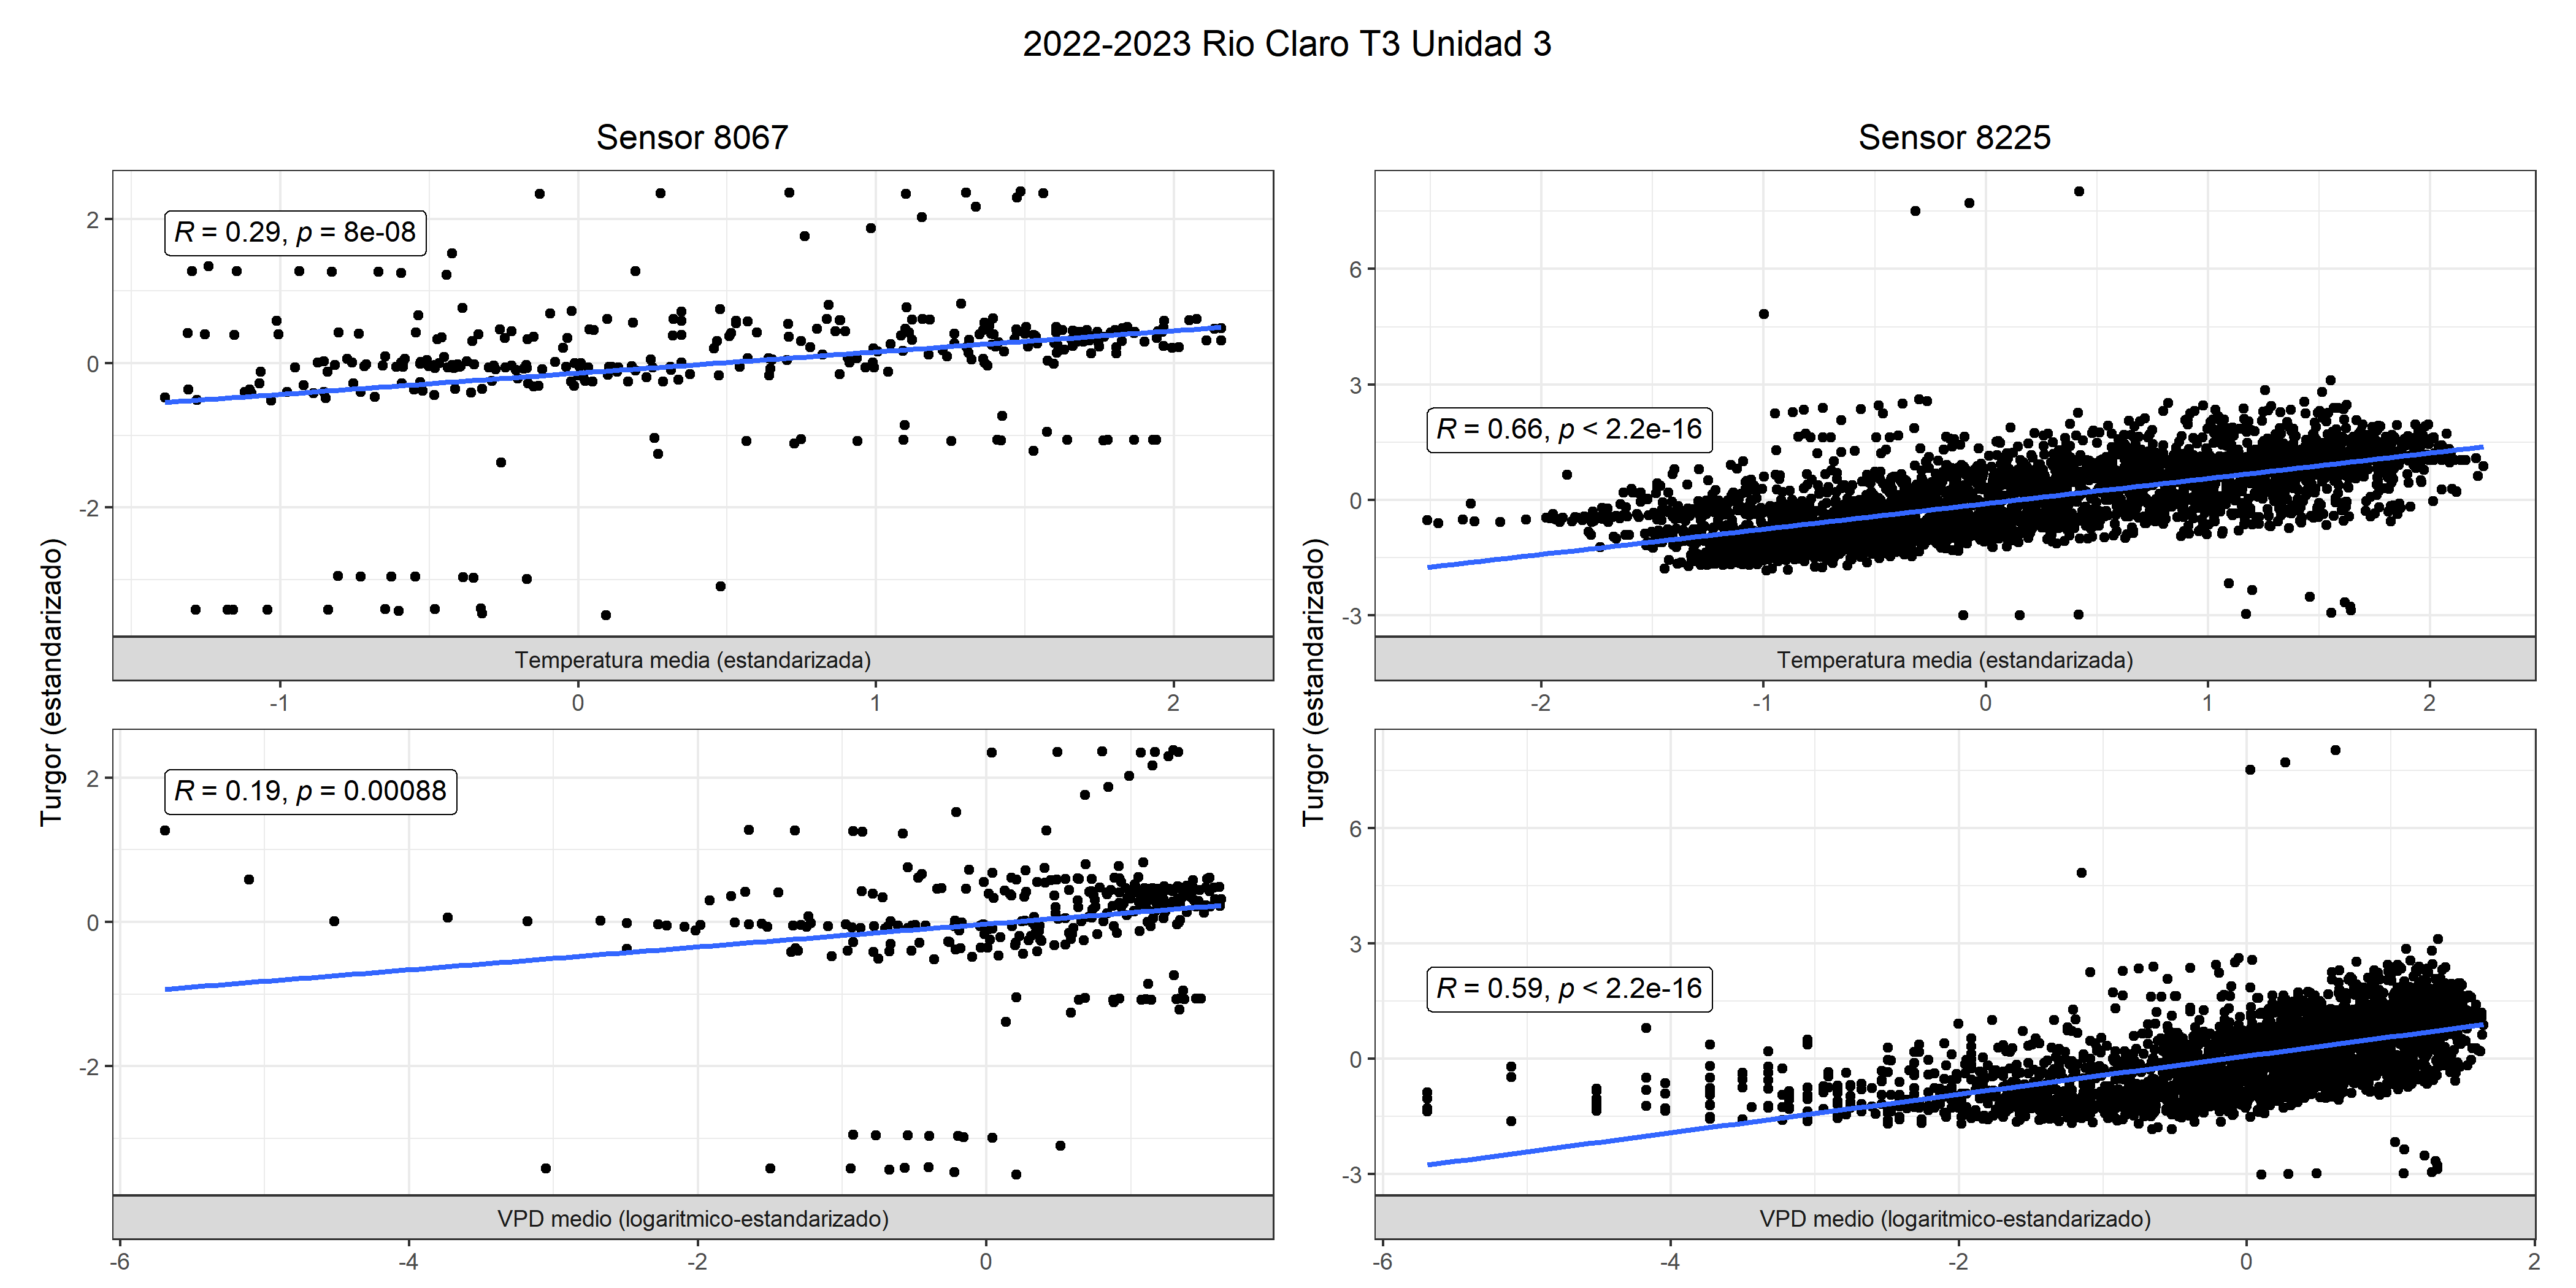 2022-2023 Rio Claro T3 Unidad 3
Sensor 8067
Sensor 8225
Turgor (estandarizado)
2
0
-2
R = 0.29, p = 8e-08
Temperatura media (estandarizada)
-1
0
1
2
2
0
-2
R = 0.19, p = 0.00088
VPD medio (logaritmico-estandarizado)
-6
-4
-2
0
Turgor (estandarizado)
6
3
0
-3
R = 0.66, p < 2.2e-16
Temperatura media (estandarizada)
-2
-1
0
1
2
6
3
0
-3
R = 0.59, p < 2.2e-16
VPD medio (logaritmico-estandarizado)
-6
-4
-2
0
2